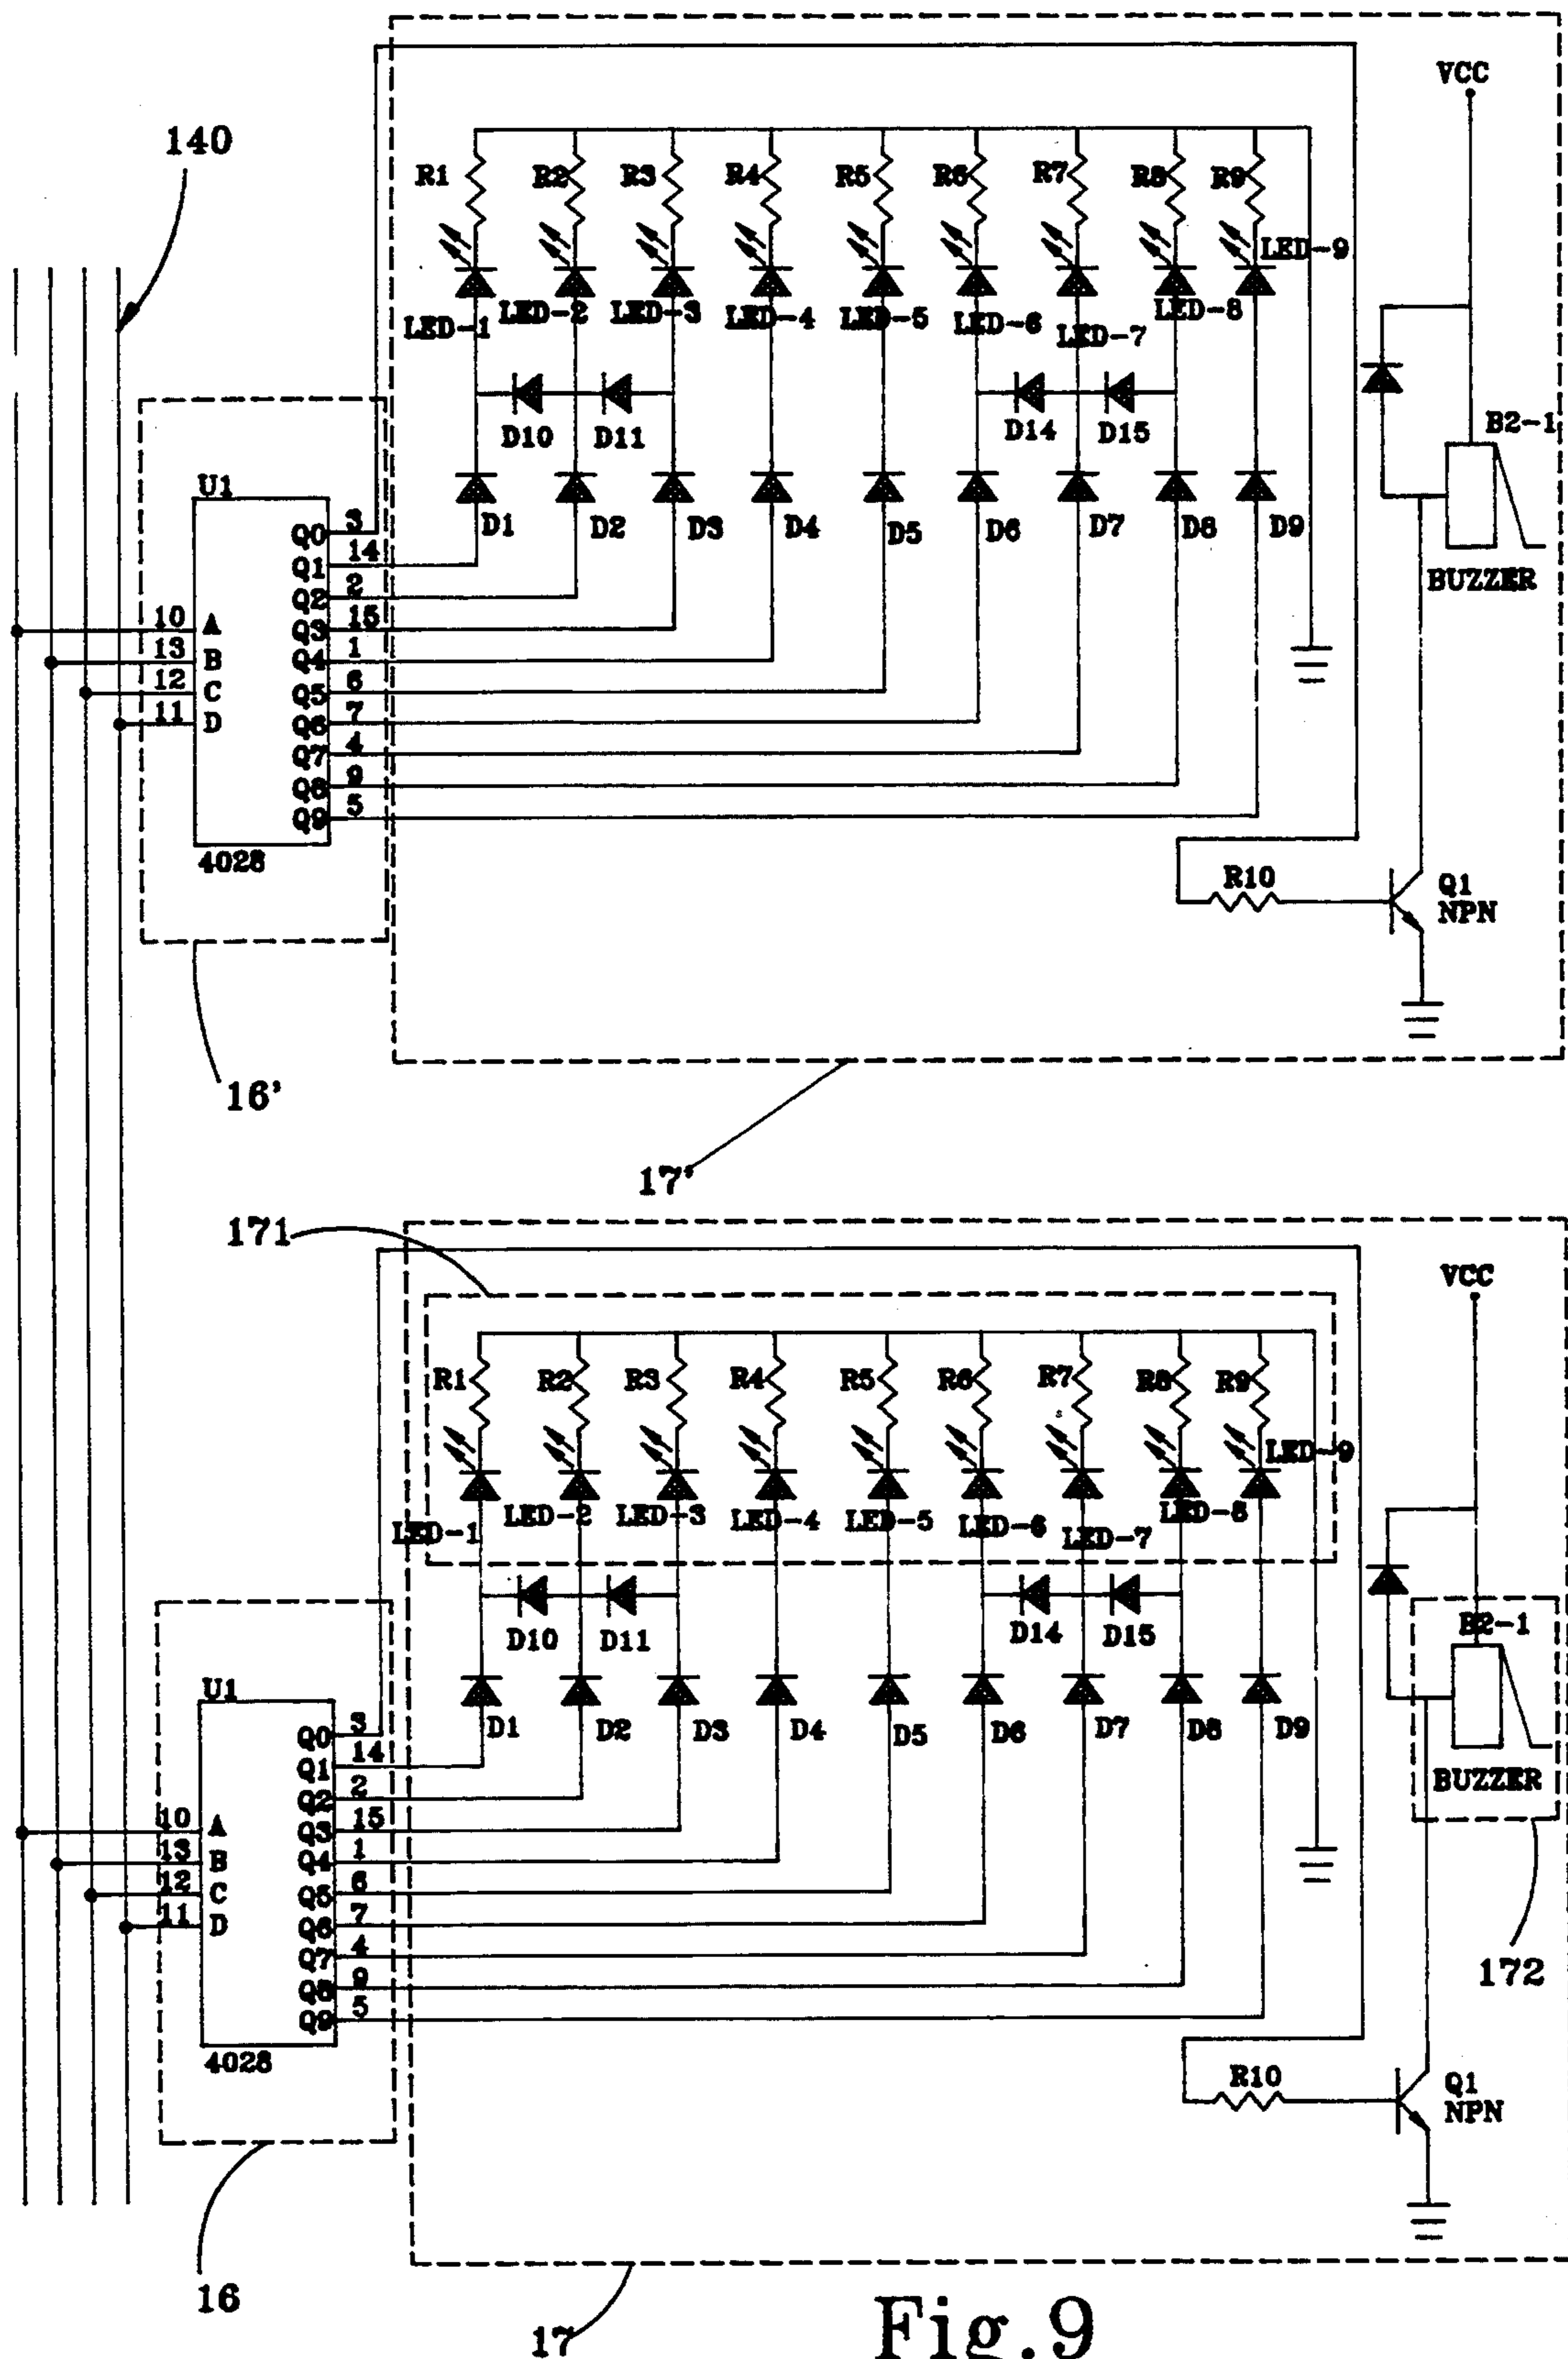 VCC
140
R1 R2 R3 R4 R5 R6 R7 R8 R9
LED-9
LED-1 LED-2 LED-3 LED-4 LED-5 LED-6 LED-7 LED-8
B2-1
D10 D11 D14 D15
U1
D1 D2 D3 D4 D5 D6 D7 D8 D9
BUZZER
Q0 3
Q1 14
Q2 2
10 A Q3 15
13 B Q4 1
12 C Q5 6
11 D Q6 7
Q7 4
Q8 9
Q9 5
4028
R10
Q1
NPN
16'
17'
171
VCC
R1 R2 R3 R4 R5 R6 R7 R8 R9
LED-9
LED-1 LED-2 LED-3 LED-4 LED-5 LED-6 LED-7 LED-8
B2-1
D10 D11 D14 D15
U1
D1 D2 D3 D4 D5 D6 D7 D8 D9
BUZZER
Q0 3
Q1 14
Q2 2
10 A Q3 15
13 B Q4 1
12 C Q5 6
11 D Q6 7
Q7 4
Q8 9
Q9 5
172
4028
R10
Q1
NPN
16
17
Fig.9